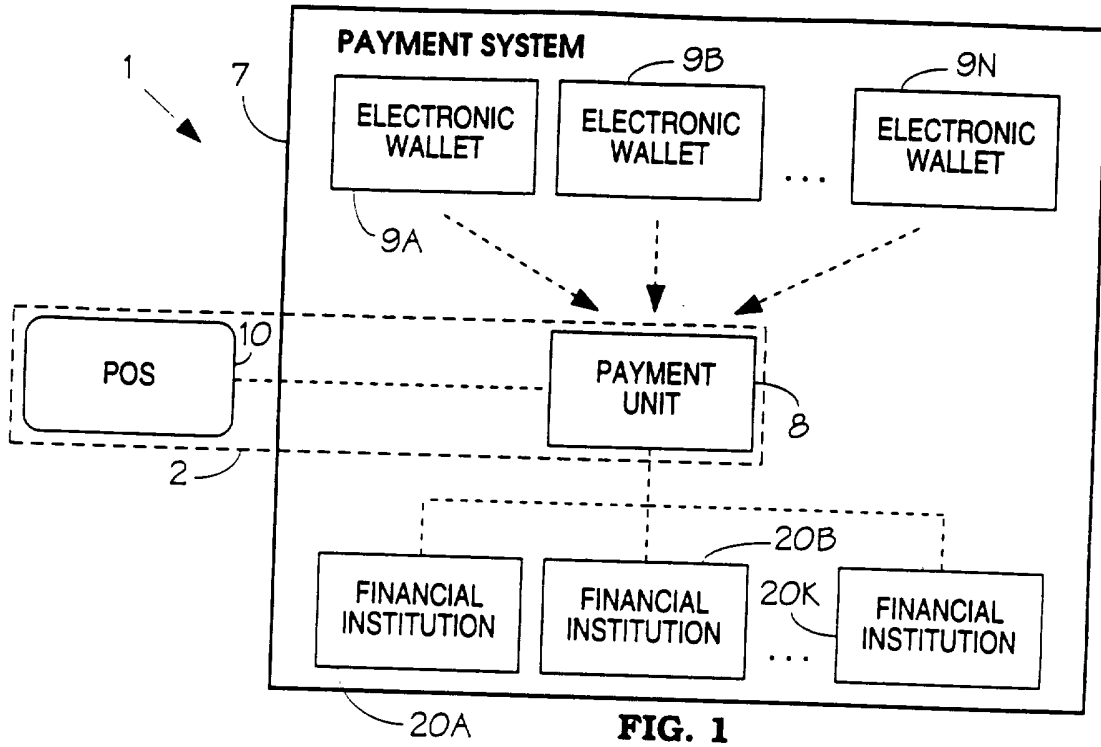 PAYMENT SYSTEM
1
7
9B
9N
ELECTRONIC
WALLET
ELECTRONIC
WALLET
ELECTRONIC
WALLET
...
9A
POS
10
PAYMENT
UNIT
8
2
20B
20K
FINANCIAL
INSTITUTION
FINANCIAL
INSTITUTION
FINANCIAL
INSTITUTION
...
20A
FIG. 1